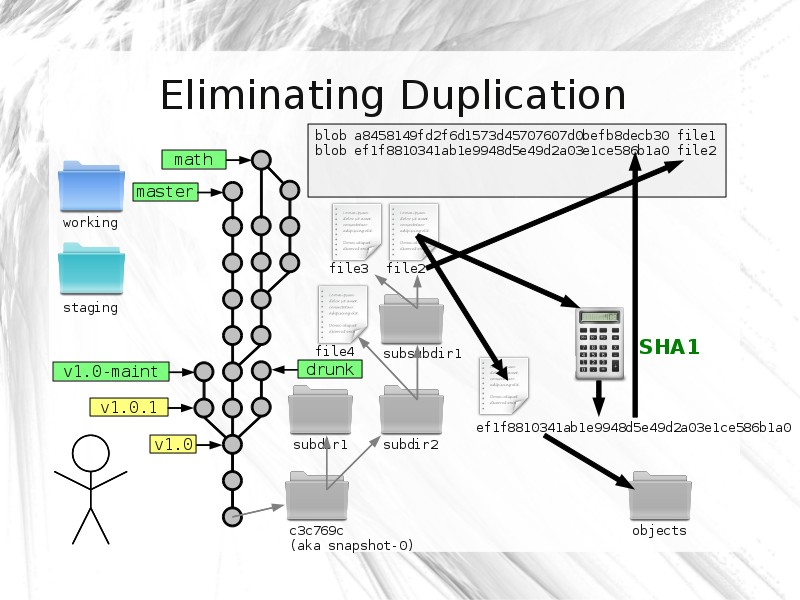 Eliminating Duplication
blob a8458149fd2f6d1573d45707607d0befb8decb30 file1
blob ef1f8810341ab1e9948d5e49d2a03e1ce586b1a0 file2
math
master
working
staging
file3
file2
file4
subsubdir1
SHA1
v1.0-maint
drunk
v1.0.1
v1.0
subdir1
subdir2
ef1f8810341ab1e9948d5e49d2a03e1ce586b1a0
c3c769c
(aka snapshot-0)
objects